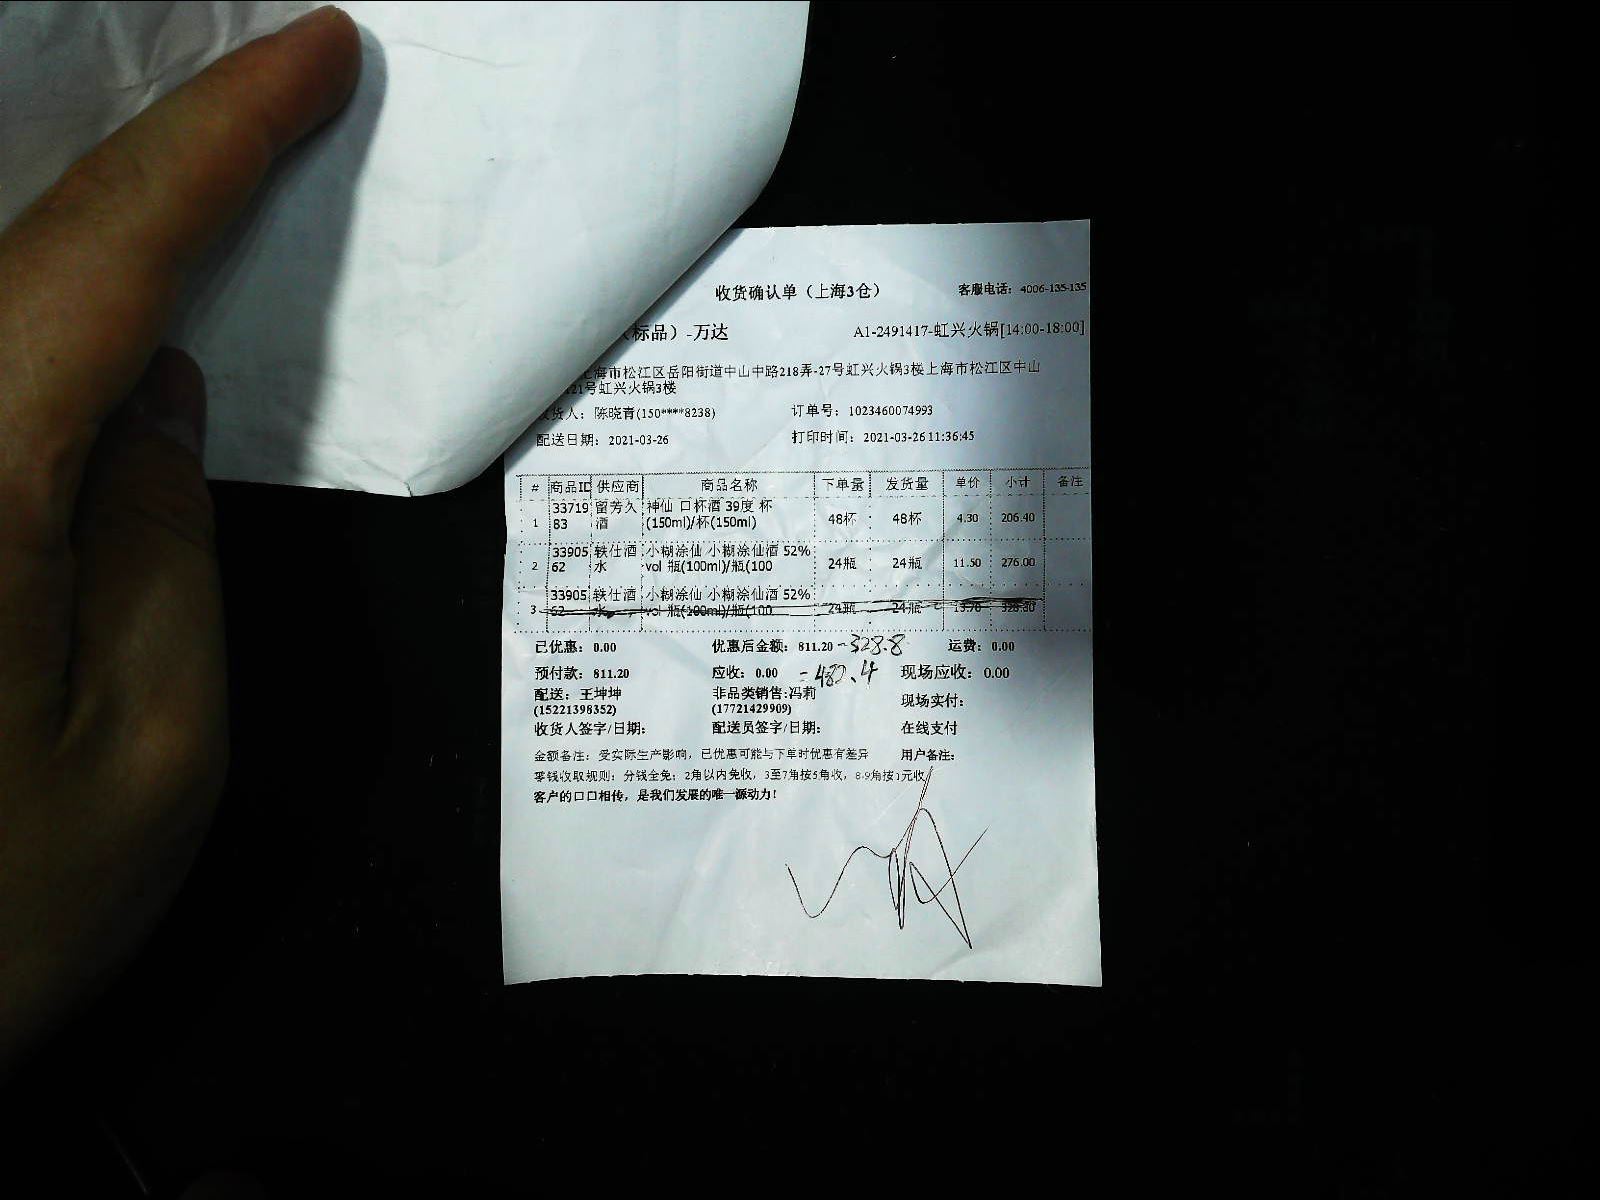 收货确认单（上海3仓） 客服电话：4006-135-135
（标品）-万达 A1-2491417-虹兴火锅[14:00-18:00]
上海市松江区岳阳街道中山中路218弄-27号虹兴火锅3楼上海市松江区中山
21号虹兴火锅3楼
货人：陈晓青(150****8238) 订单号：1023460074993
配送日期：2021-03-26 打印时间：2021-03-26 11:36:45
# 商品ID 供应商 商品名称 下单量 发货量 单价 小计 备注
1 3371983 留芳久酒 神仙 口杯酒 39度 杯(150ml)/杯(150ml) 48杯 48杯 4.30 206.40
2 3390562 轶仕酒水 小糊涂仙 小糊涂仙酒 52%vol 瓶(100ml)/瓶(100 24瓶 24瓶 11.50 276.00
3 3390562 轶仕酒水 小糊涂仙 小糊涂仙酒 52%vol 瓶(100ml)/瓶(100 24瓶 24瓶 13.70 328.80
已优惠：0.00 优惠后金额：811.20 -328.8 运费：0.00
预付款：811.20 应收：0.00 =482.4 现场应收：0.00
配送：王坤坤 非品类销售:冯莉 现场实付：
(15221398352) (17721429909)
收货人签字/日期： 配送员签字/日期： 在线支付
金额备注：受实际生产影响，已优惠可能与下单时优惠有差异 用户备注：
零钱收取规则：分钱全免；2角以内免收，3至7角按5角收，8-9角按1元收
客户的口口相传，是我们发展的唯一源动力！